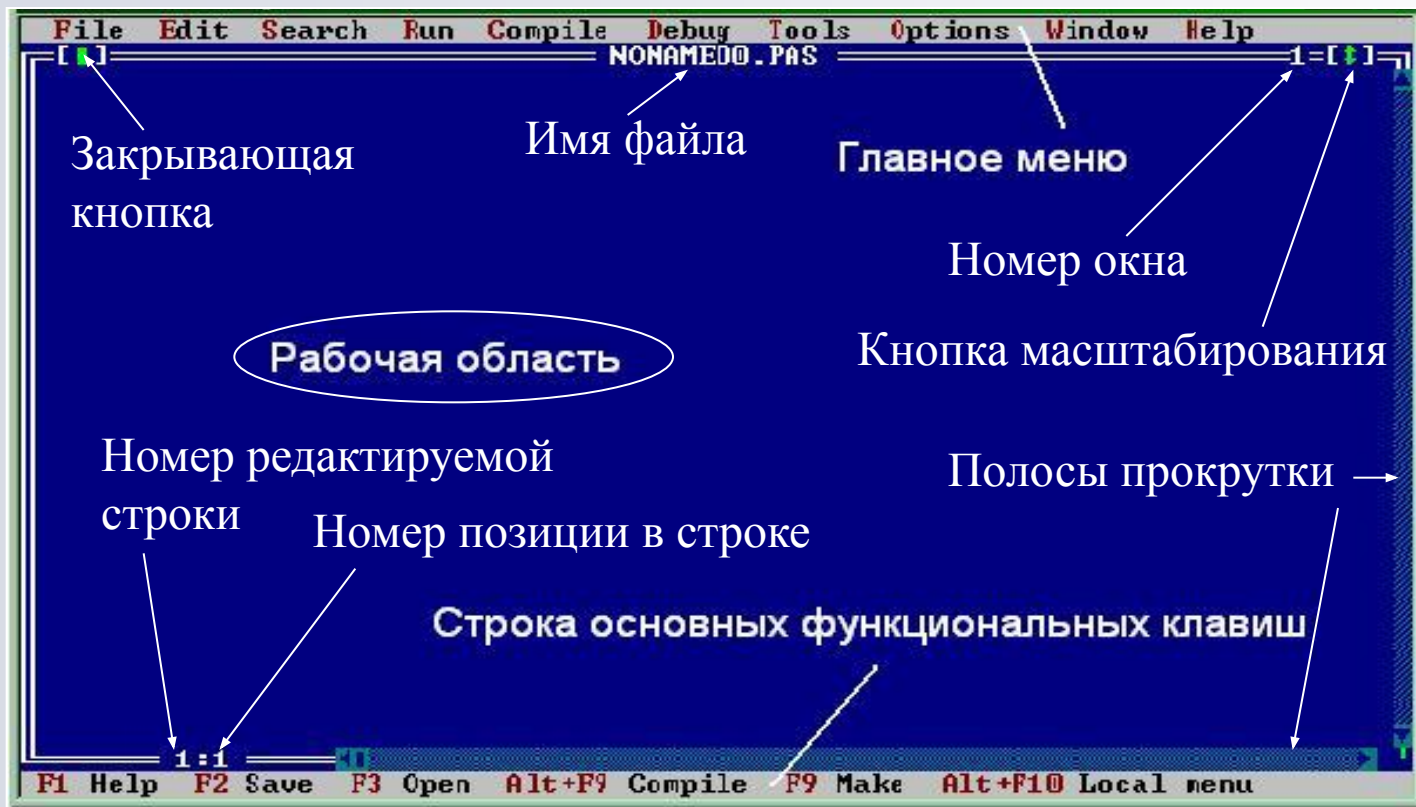 File Edit Search Run Compile Debug Tools Options Window Help
[ ] NONAME00.PAS 1=[↕]
Закрывающая
кнопка
Имя файла
Главное меню
Номер окна
Рабочая область
Кнопка масштабирования
Номер редактируемой
строки
Полосы прокрутки
Номер позиции в строке
Строка основных функциональных клавиш
1:1
F1 Help F2 Save F3 Open Alt+F9 Compile F9 Make Alt+F10 Local menu